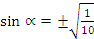 sin α = ±√(1/10)